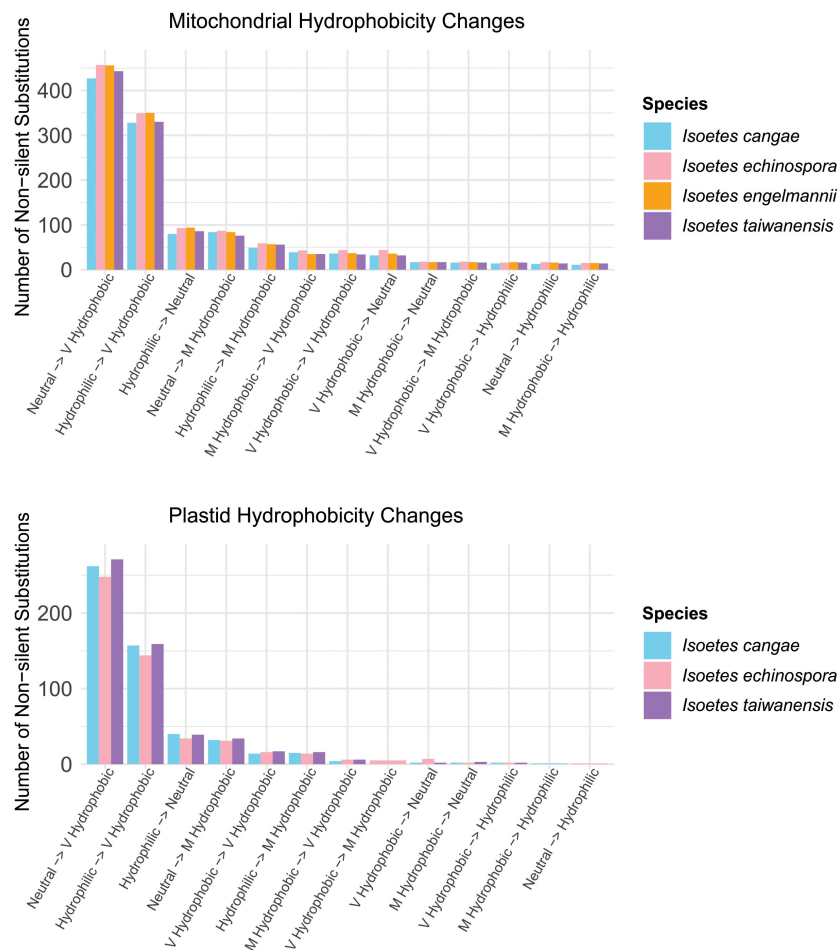 Mitochondrial Hydrophobicity Changes
Number of Non−silent Substitutions
400
300
200
100
0
Neutral −> V Hydrophobic
Hydrophilic −> V Hydrophobic
Hydrophilic −> Neutral
Neutral −> M Hydrophobic
Hydrophilic −> M Hydrophobic
M Hydrophobic −> V Hydrophobic
V Hydrophobic −> V Hydrophobic
V Hydrophobic −> Neutral
M Hydrophobic −> Neutral
V Hydrophobic −> M Hydrophobic
V Hydrophobic −> Hydrophilic
Neutral −> Hydrophilic
M Hydrophobic −> Hydrophilic
Species
Isoetes cangae
Isoetes echinospora
Isoetes engelmannii
Isoetes taiwanensis
Plastid Hydrophobicity Changes
Number of Non−silent Substitutions
200
100
0
Neutral −> V Hydrophobic
Hydrophilic −> V Hydrophobic
Hydrophilic −> Neutral
Neutral −> M Hydrophobic
V Hydrophobic −> V Hydrophobic
Hydrophilic −> M Hydrophobic
M Hydrophobic −> V Hydrophobic
V Hydrophobic −> M Hydrophobic
V Hydrophobic −> Neutral
M Hydrophobic −> Neutral
V Hydrophobic −> Hydrophilic
M Hydrophobic −> Hydrophilic
Neutral −> Hydrophilic
Species
Isoetes cangae
Isoetes echinospora
Isoetes taiwanensis